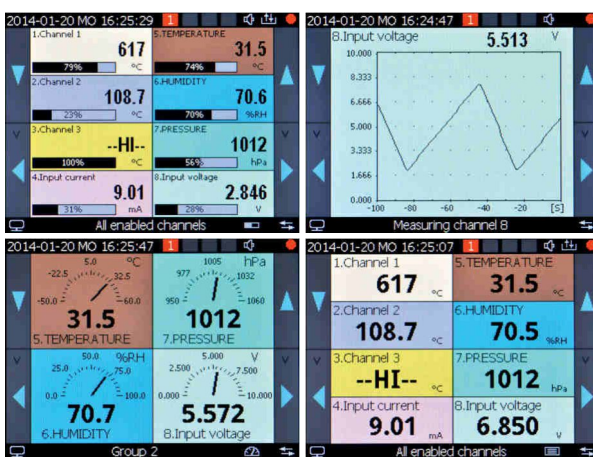 2014-01-20 MO 16:25:29 1
1.Channel 1
617
79% °C
5.TEMPERATURE
31.5
74% °C
2.Channel 2
108.7
23% °C
6.HUMIDITY
70.6
70% %RH
3.Channel 3
--HI--
100% °C
7.PRESSURE
1012
56% hPa
4.Input current
9.01
31% mA
8.Input voltage
2.846
28% V
All enabled channels
2014-01-20 MO 16:24:47 1
8.Input voltage 5.513 V
10.000
8.333
6.666
5.000
3.333
1.666
0.000
-100 -80 -60 -40 -20 [S]
Measuring channel 8
2014-01-20 MO 16:25:47 1
5.0 °C
-22.5 32.5
-50.0 60.0
31.5
5.TEMPERATURE
1005 hPa
977 1032
950 1060
1012
7.PRESSURE
50.0 %RH
25.0 75.0
0.0 100.0
70.7
6.HUMIDITY
5.000 V
2.500 7.500
0.000 10.000
5.572
8.Input voltage
Group 2
2014-01-20 MO 16:25:07 1
1.Channel 1
617 °C
5.TEMPERATURE
31.5 °C
2.Channel 2
108.7 °C
6.HUMIDITY
70.5 %RH
3.Channel 3
--HI-- °C
7.PRESSURE
1012 hPa
4.Input current
9.01 mA
8.Input voltage
6.850 V
All enabled channels